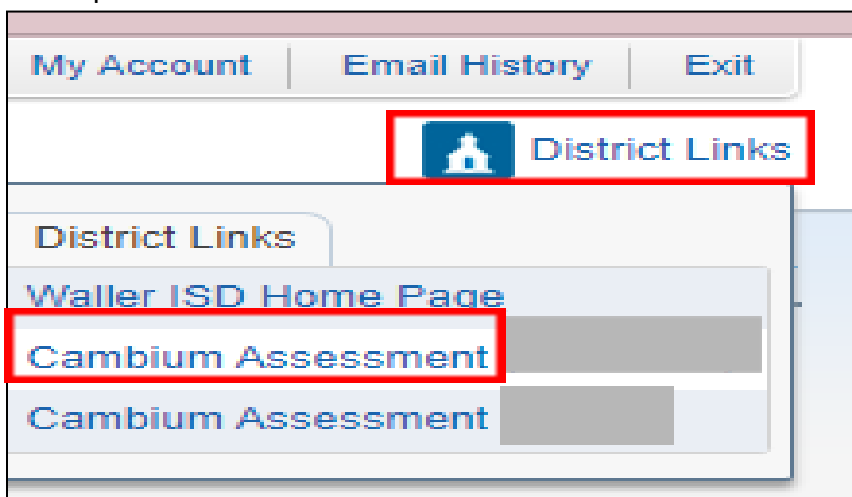 My Account Email History Exit
District Links
District Links
Waller ISD Home Page
Cambium Assessment
Cambium Assessment